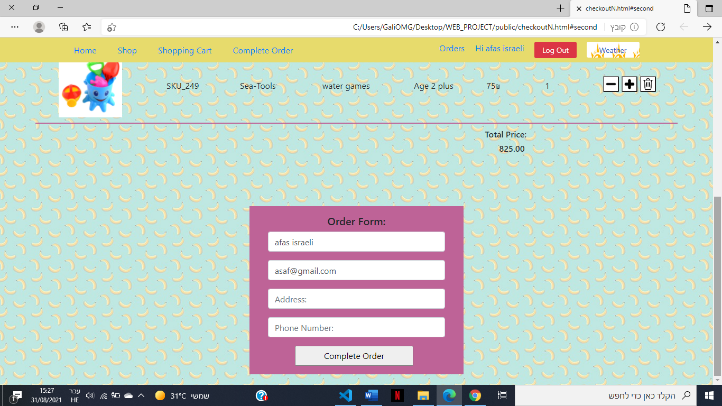 checkoutN.html#second
C:/Users/GaliOMG/Desktop/WEB_PROJECT/public/checkoutN.html#second
קובץ
Home Shop Shopping Cart Complete Order Orders Hi afas israeli Log Out Weather
SKU_249 Sea-Tools water games Age 2 plus 75₪ 1
Total Price:
825.00
Order Form:
afas israeli
asaf@gmail.com
Address:
Phone Number:
Complete Order
15:27
31/08/2021
עבר
HE
31°C שמשי
הקלד כאן כדי לחפש